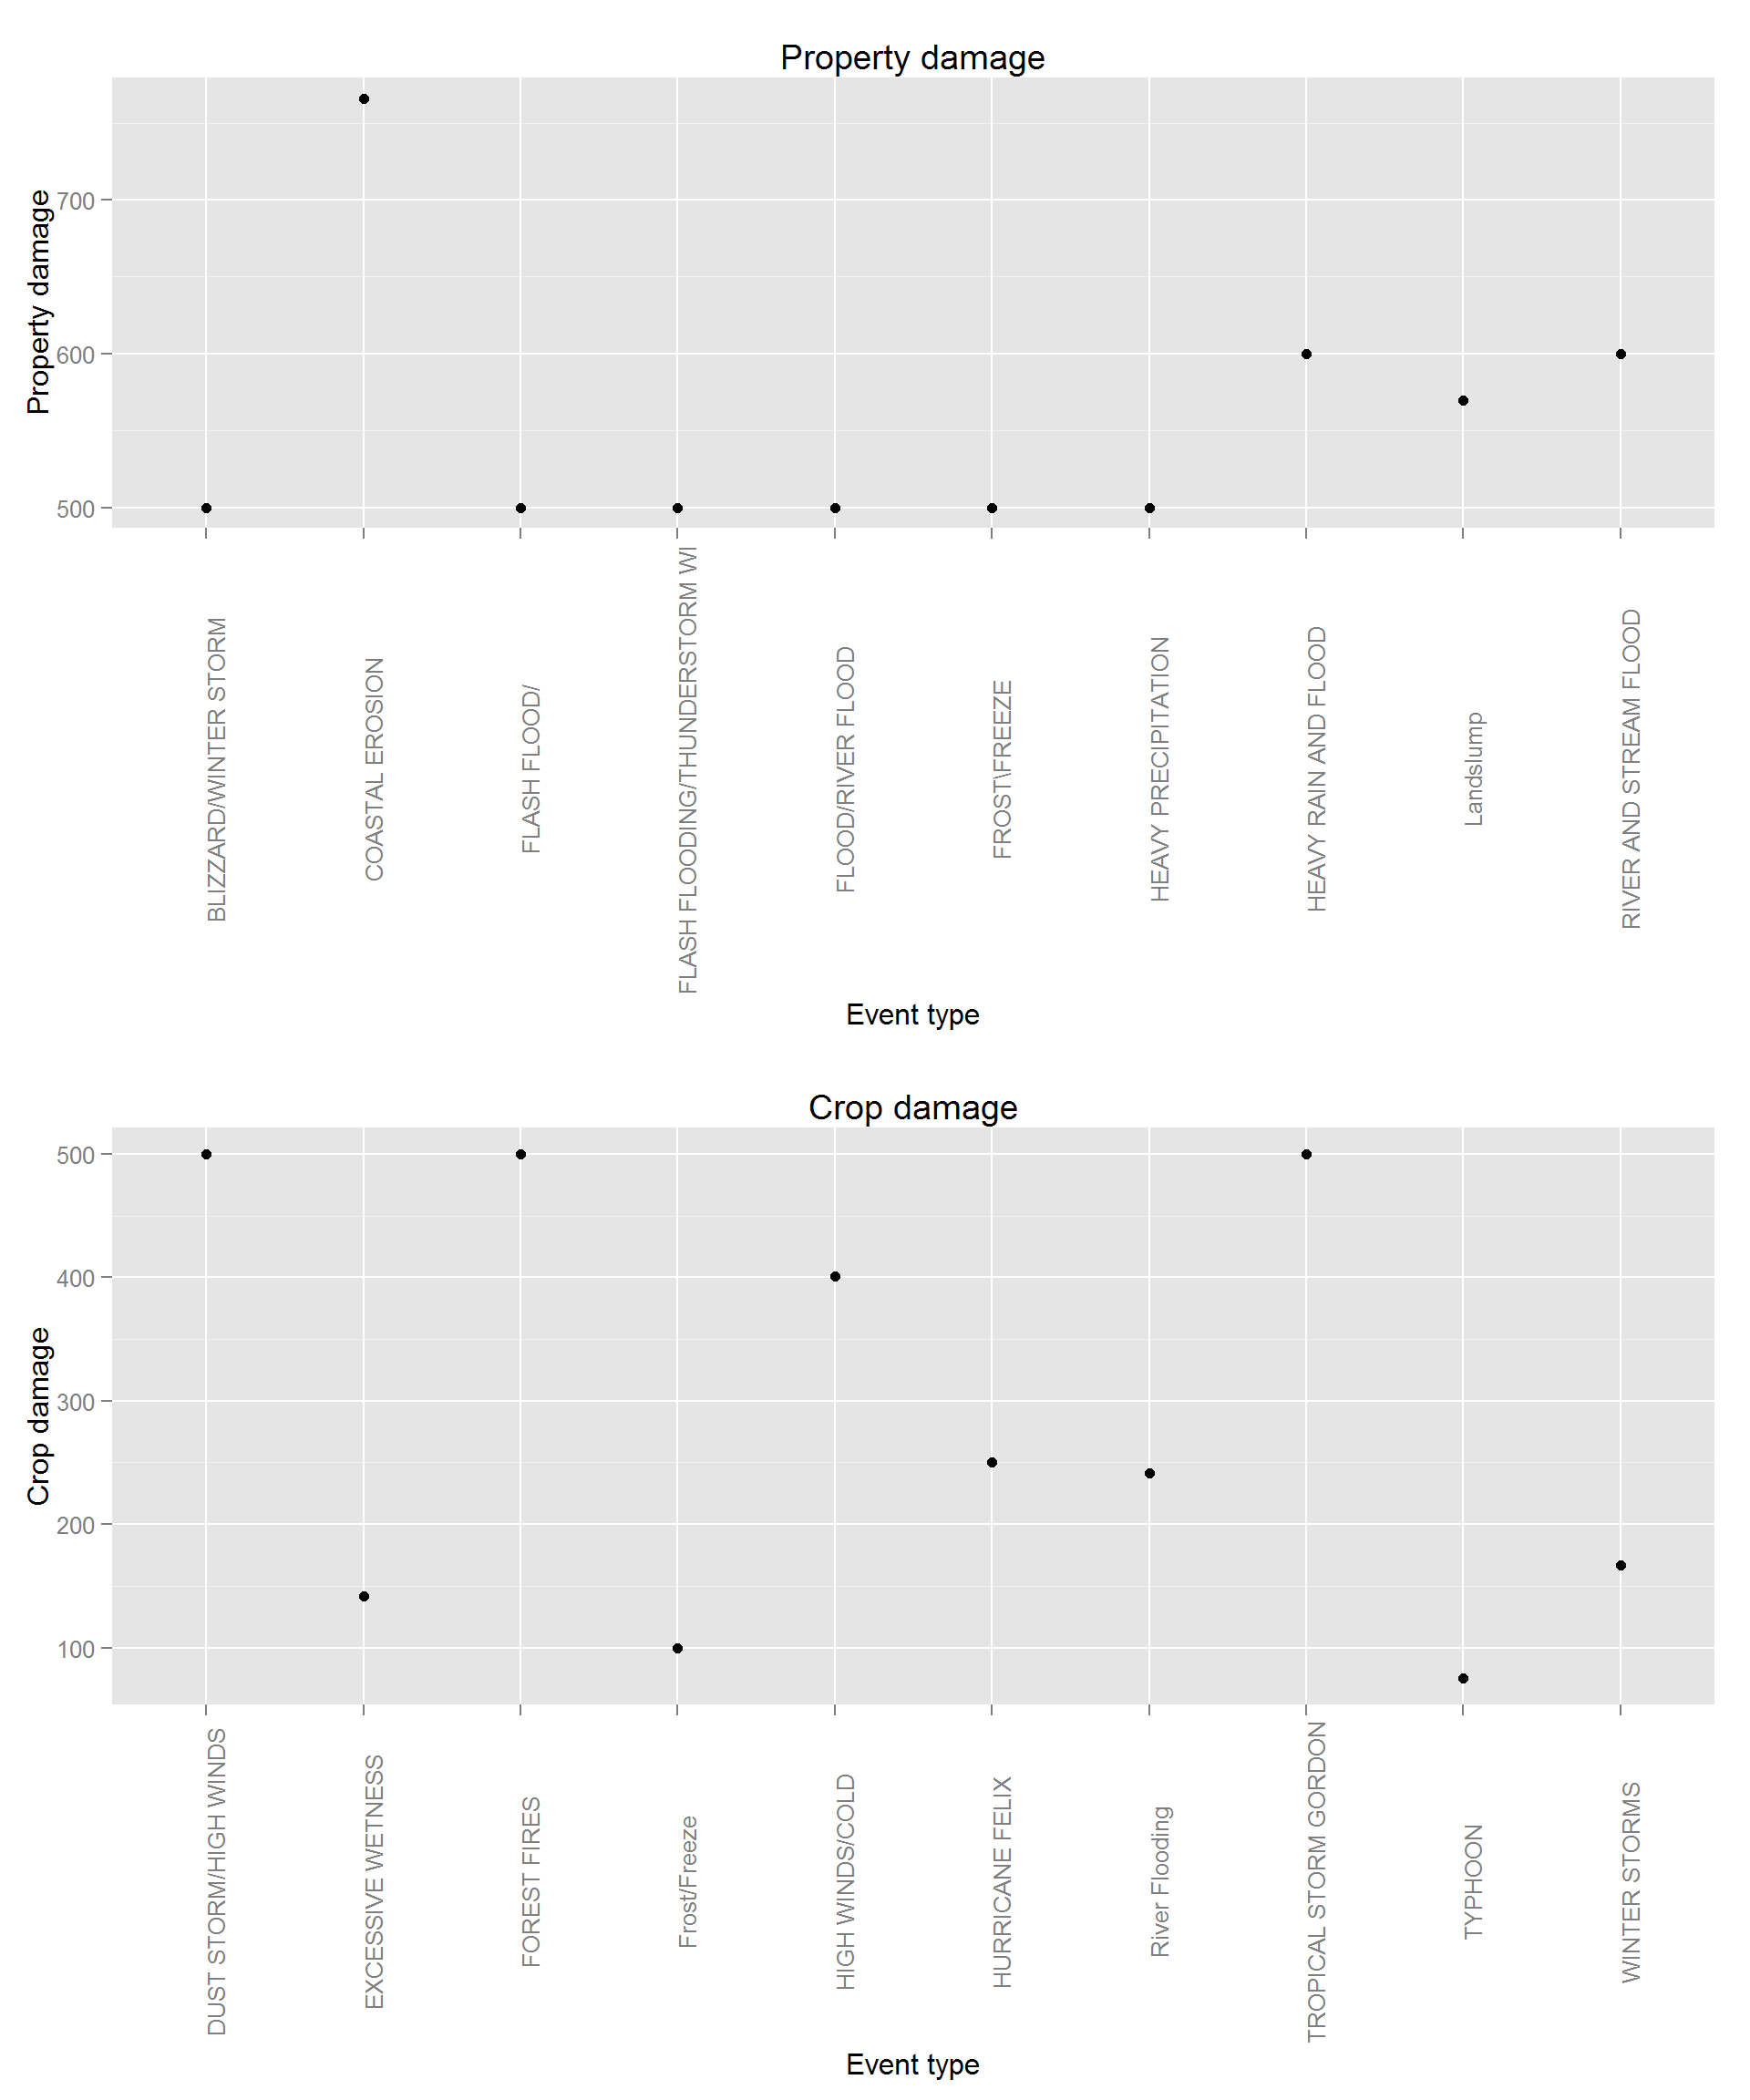 Property damage
Property damage
700
600
500
BLIZZARD/WINTER STORM
COASTAL EROSION
FLASH FLOOD/
FLASH FLOODING/THUNDERSTORM WI
FLOOD/RIVER FLOOD
FROST\FREEZE
HEAVY PRECIPITATION
HEAVY RAIN AND FLOOD
Landslump
RIVER AND STREAM FLOOD
Event type
Crop damage
Crop damage
500
400
300
200
100
DUST STORM/HIGH WINDS
EXCESSIVE WETNESS
FOREST FIRES
Frost/Freeze
HIGH WINDS/COLD
HURRICANE FELIX
River Flooding
TROPICAL STORM GORDON
TYPHOON
WINTER STORMS
Event type